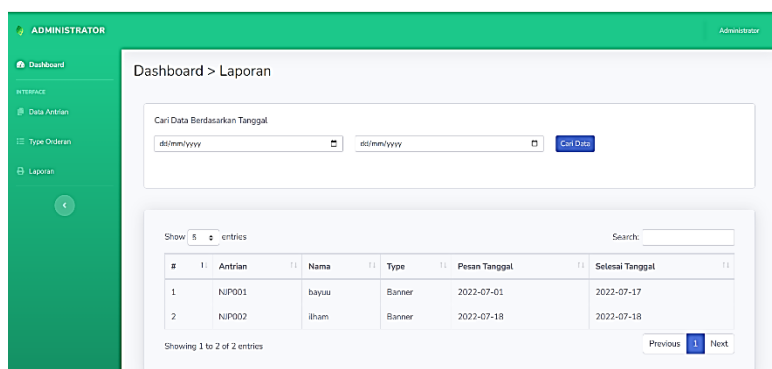 ADMINISTRATOR
Administrator
Dashboard
INTERFACE
Data Antrian
Type Orderan
Laporan
Dashboard > Laporan
Cari Data Berdasarkan Tanggal
dd/mm/yyyy dd/mm/yyyy Cari Data
Show 5 entries Search:
# Antrian Nama Type Pesan Tanggal Selesai Tanggal
1 NJP001 bayuu Banner 2022-07-01 2022-07-17
2 NJP002 ilham Banner 2022-07-18 2022-07-18
Showing 1 to 2 of 2 entries Previous 1 Next